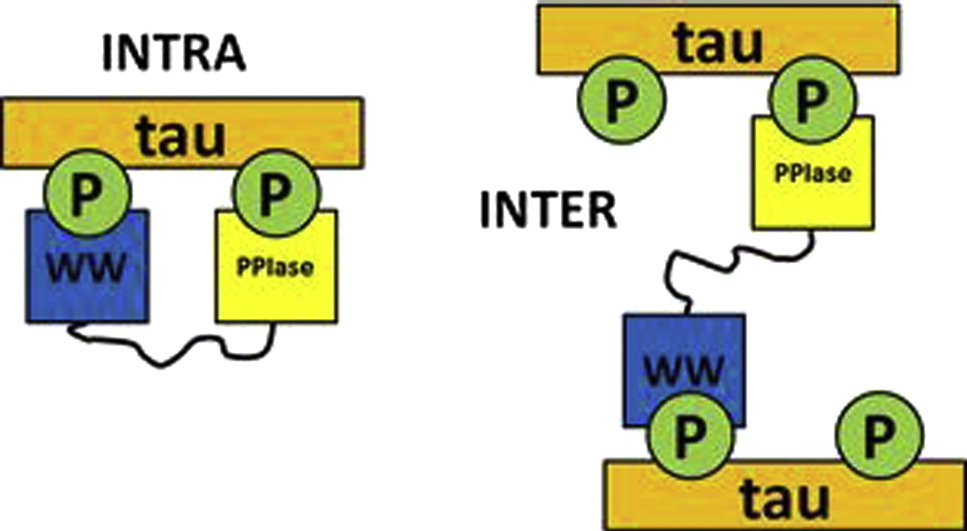 INTRA
tau
P P
WW PPIase
tau
P P
PPIase
INTER
WW
P P
tau